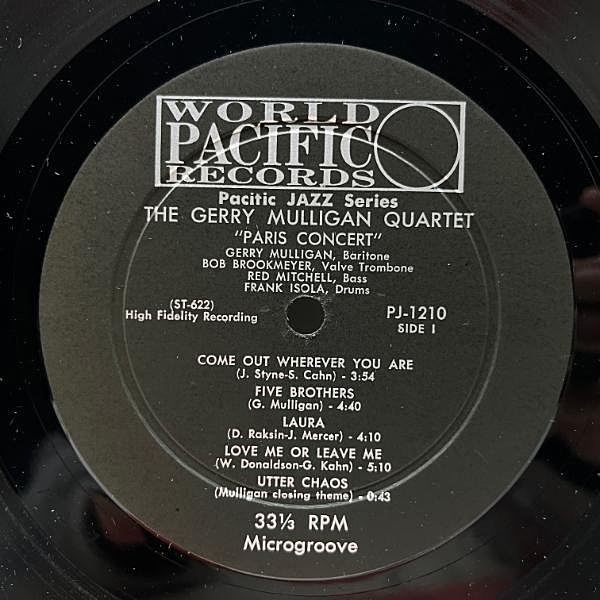 WORLD
PACIFIC
RECORDS
Pacitic JAZZ Series
THE GERRY MULLIGAN QUARTET
"PARIS CONCERT"
GERRY MULLIGAN, Baritone
BOB BROOKMEYER, Valve Trombone
RED MITCHELL, Bass
FRANK ISOLA, Drums
(ST-622)
High Fidelity Recording
PJ-1210
SIDE I
COME OUT WHEREVER YOU ARE
(J. Styne-S. Cahn) - 3:54
FIVE BROTHERS
(G. Mulligan) - 4:40
LAURA
(D. Raksin-J. Mercer) - 4:10
LOVE ME OR LEAVE ME
(W. Donaldson-G. Kahn) - 5:10
UTTER CHAOS
(Mulligan closing theme) - 0:43
33⅓ RPM
Microgroove